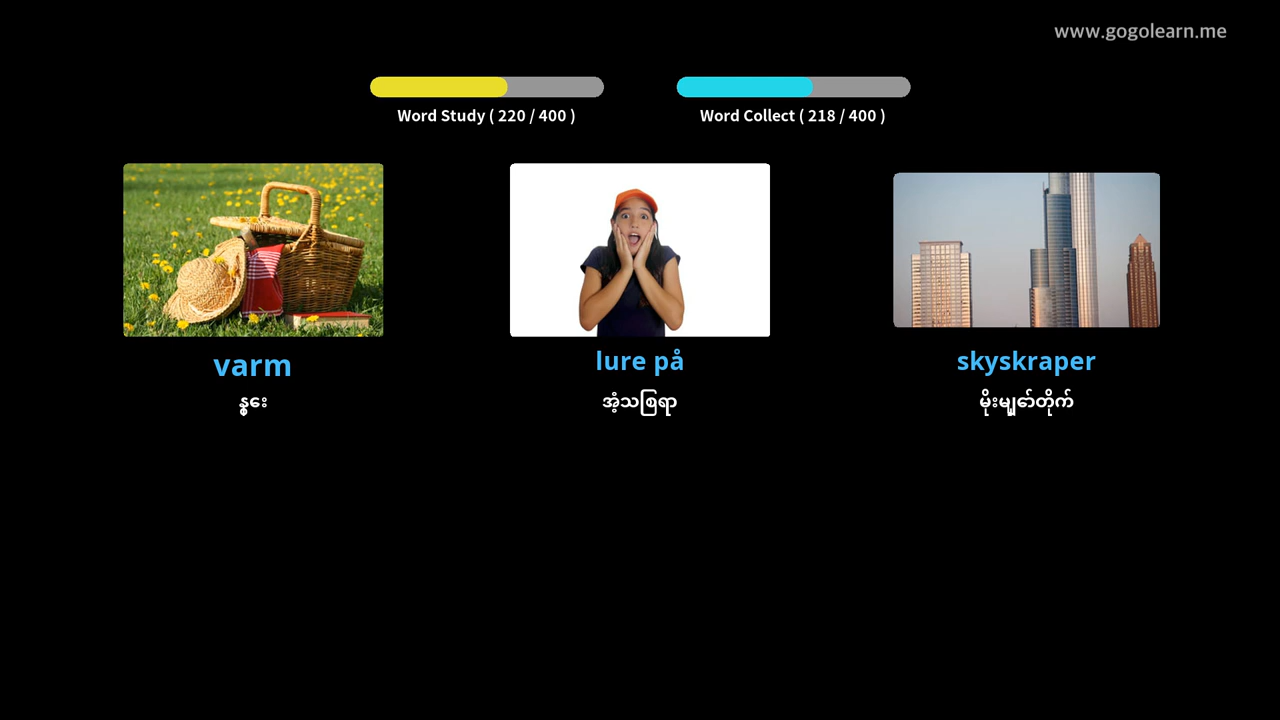 www.gogolearn.me
Word Study ( 220 / 400 )
Word Collect ( 218 / 400 )
varm
lure på
skyskraper
နွေး
အံ့သစြရာ
မိုးမျှော်တိုက်